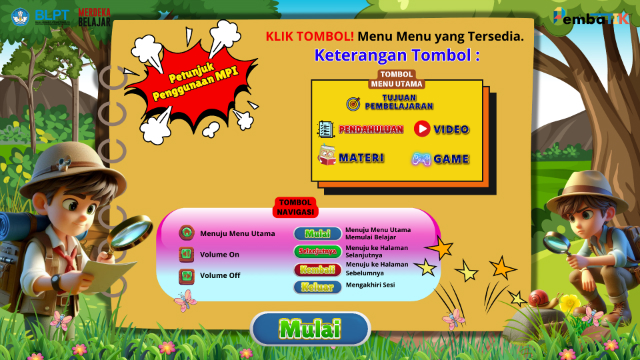 BLPT
MERDEKA
BELAJAR
KLIK TOMBOL! Menu Menu yang Tersedia.
Keterangan Tombol :
Petunjuk
Penggunaan MPI
TOMBOL
MENU UTAMA
TUJUAN
PEMBELAJARAN
PENDAHULUAN
VIDEO
MATERI
GAME
TOMBOL
NAVIGASI
Menuju Menu Utama
Volume On
Volume Off
Mulai
Menuju Menu Utama
Memulai Belajar
Selanjutnya
Menuju ke Halaman
Selanjutnya
Kembali
Menuju ke Halaman
Sebelumnya
Keluar
Mengakhiri Sesi
Mulai